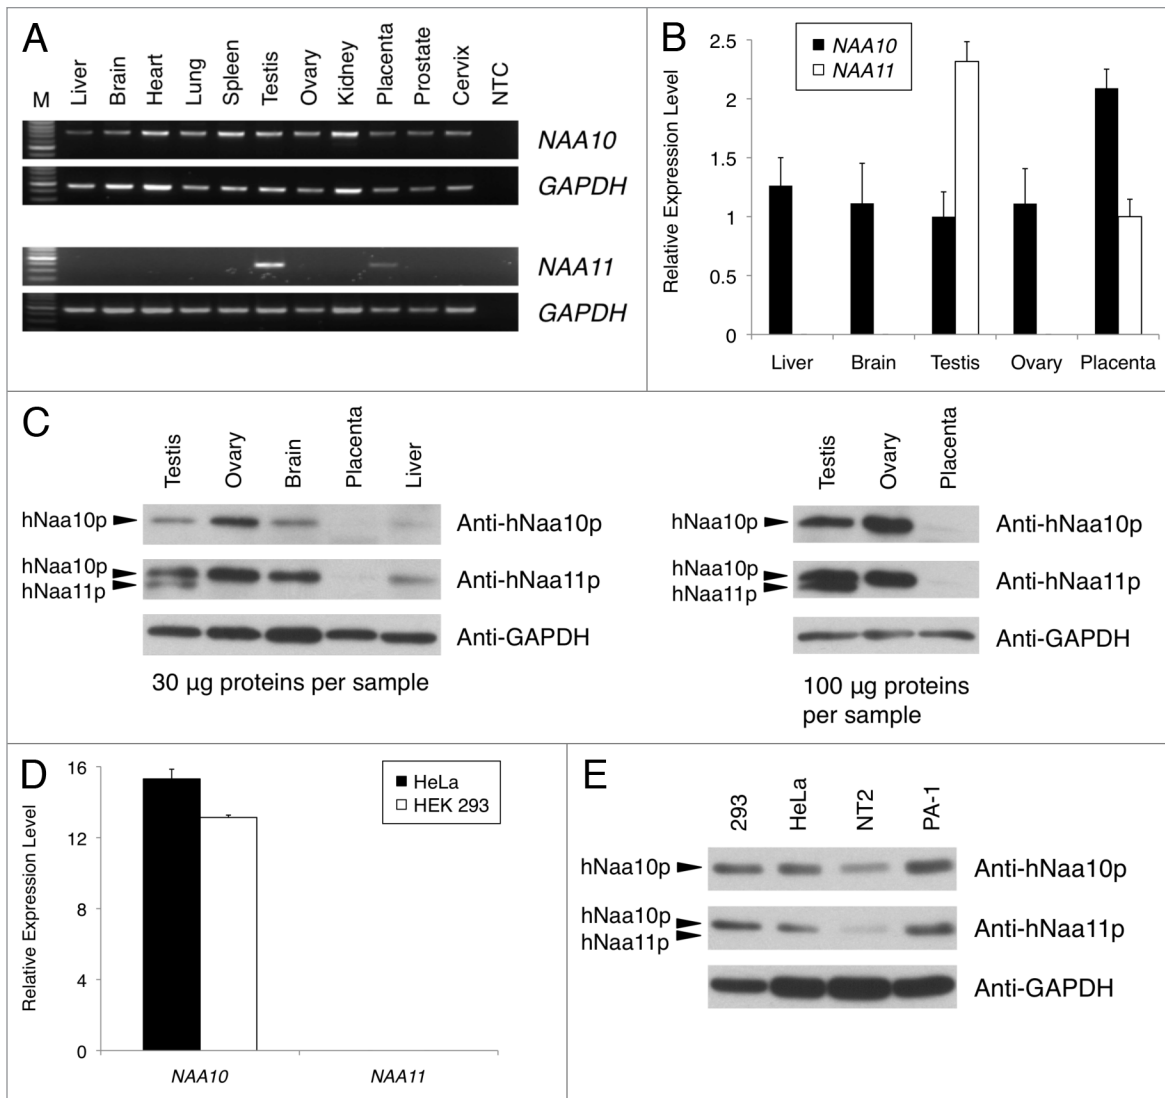 A
M
Liver
Brain
Heart
Lung
Spleen
Testis
Ovary
Kidney
Placenta
Prostate
Cervix
NTC
NAA10
GAPDH
NAA11
GAPDH
B
Relative Expression Level
2.5
2
1.5
1
0.5
0
NAA10
NAA11
Liver
Brain
Testis
Ovary
Placenta
C
Testis
Ovary
Brain
Placenta
Liver
hNaa10p
Anti-hNaa10p
hNaa10p
hNaa11p
Anti-hNaa11p
Anti-GAPDH
30 µg proteins per sample
Testis
Ovary
Placenta
hNaa10p
Anti-hNaa10p
hNaa10p
hNaa11p
Anti-hNaa11p
Anti-GAPDH
100 µg proteins
per sample
D
Relative Expression Level
16
12
8
4
0
HeLa
HEK 293
NAA10
NAA11
E
293
HeLa
NT2
PA-1
hNaa10p
Anti-hNaa10p
hNaa10p
hNaa11p
Anti-hNaa11p
Anti-GAPDH